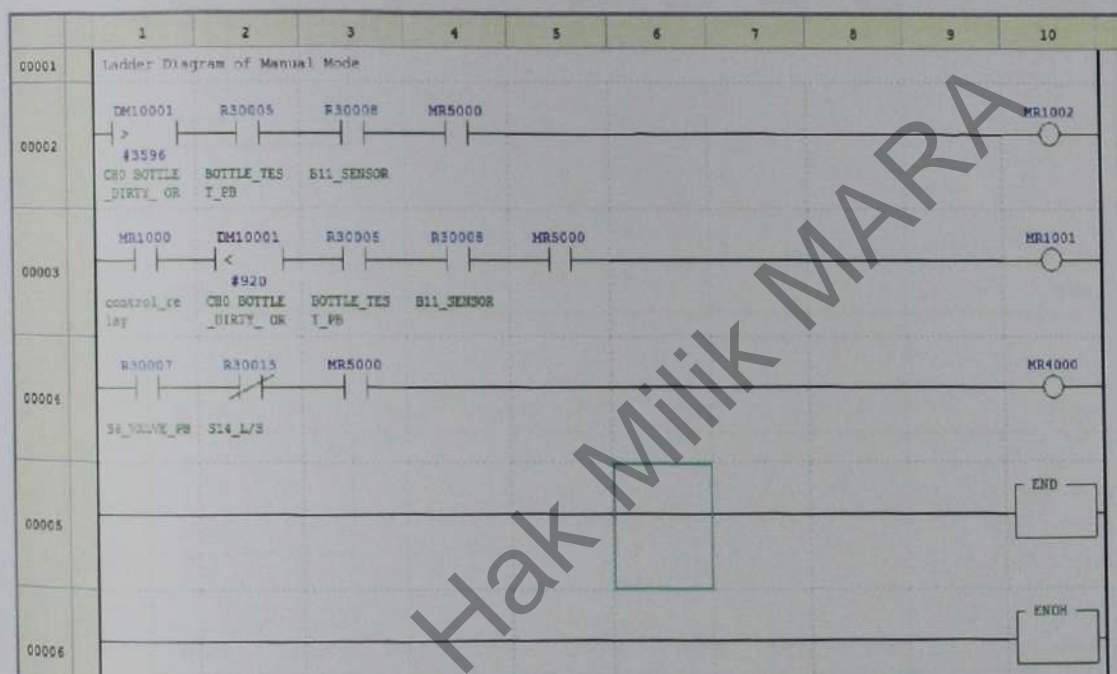 1 2 3 4 5 6 7 8 9 10
00001 Ladder Diagram of Manual Mode
DM10001 R30005 R30008 MR5000 MR1002
00002 >
#3596
CH0 BOTTLE BOTTLE_TES B11_SENSOR
_DIRTY_ OR T_PB
MR1000 DM10001 R30005 R30008 MR5000 MR1001
00003 <
#920
control_re CH0 BOTTLE BOTTLE_TES B11_SENSOR
lay _DIRTY_ OR T_PB
R30007 R30015 MR5000 MR4000
00004
S6_VALVE_PB S14_L/S
END
00005
ENDH
00006
Hak Milik MARA